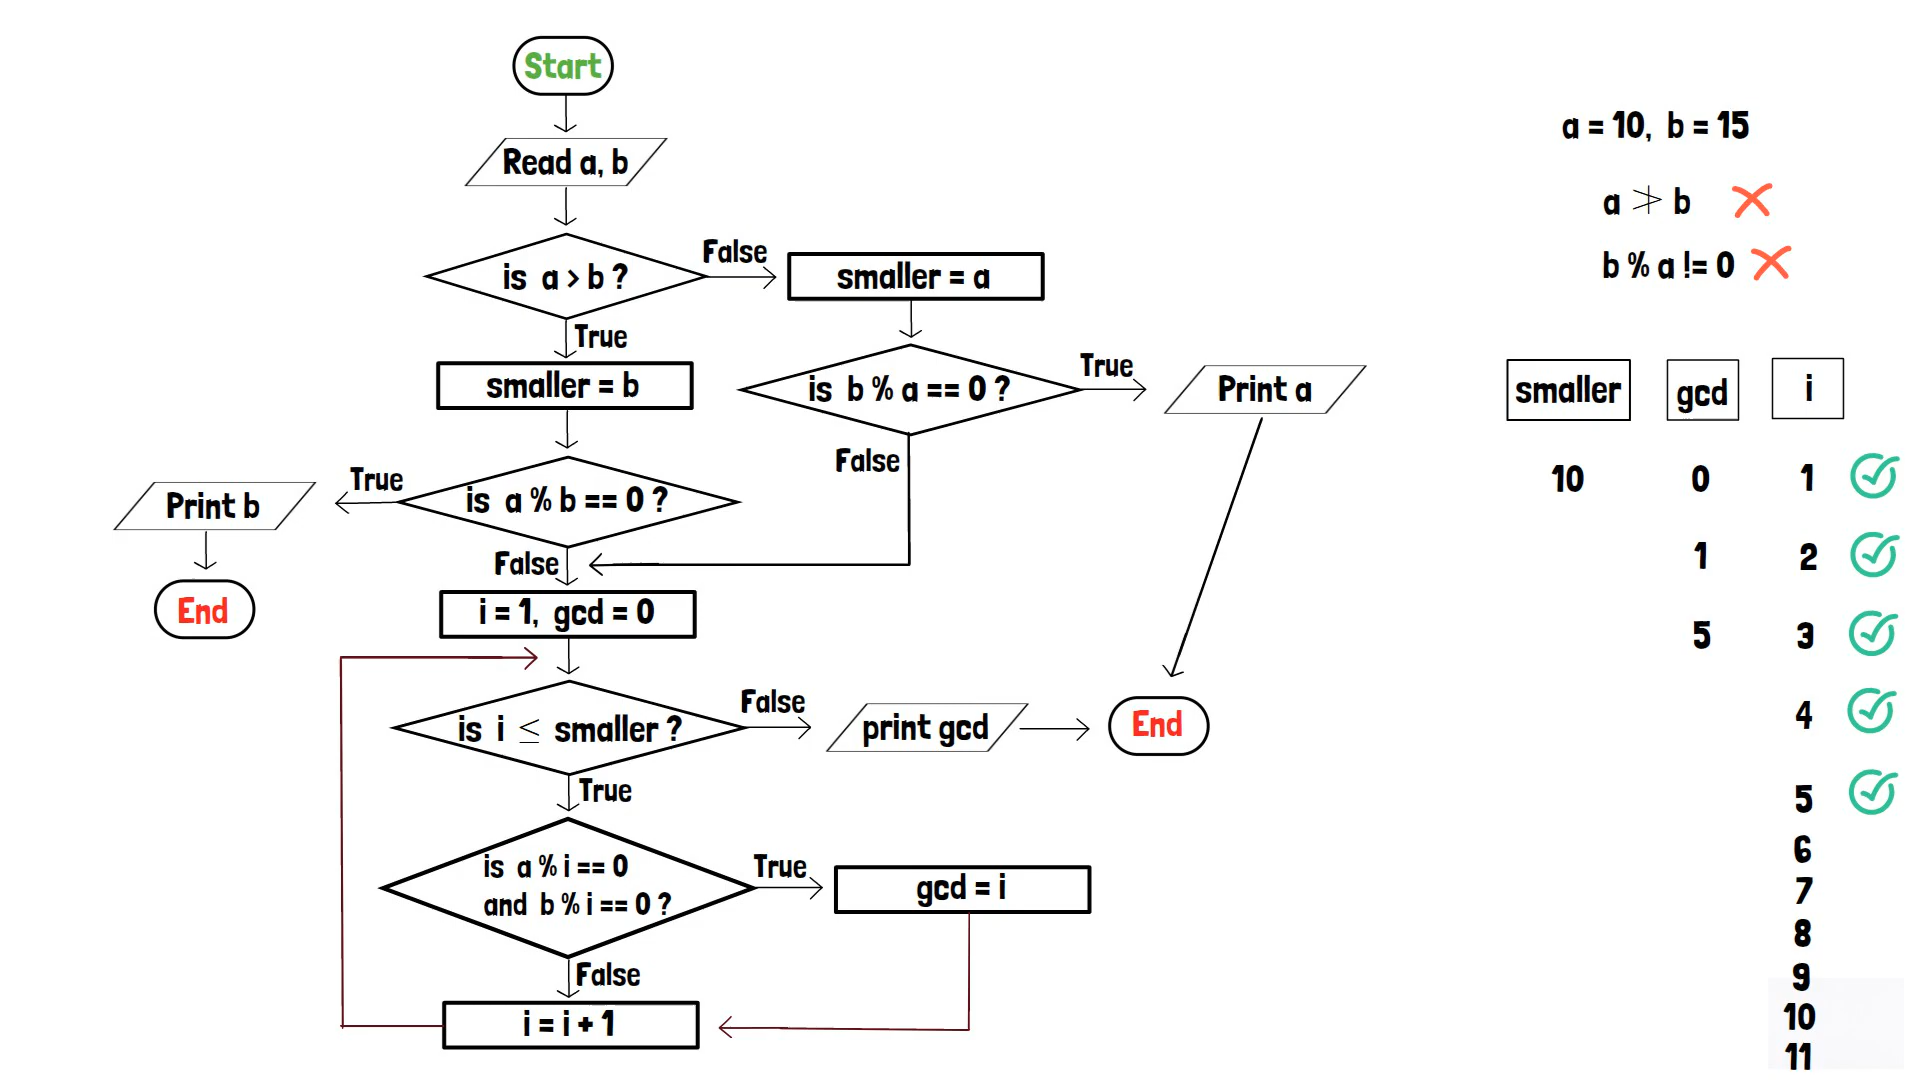 Start
Read a, b
is a > b ?
False
smaller = a
True
smaller = b
is b % a == 0 ?
True
Print a
False
is a % b == 0 ?
True
Print b
End
False
i = 1, gcd = 0
is i ≤ smaller ?
False
print gcd
End
True
is a % i == 0
and b % i == 0 ?
True
gcd = i
False
i = i + 1
a = 10, b = 15
a > b
b % a != 0
smaller gcd i
10 0 1
1 2
5 3
4
5
6
7
8
9
10
11